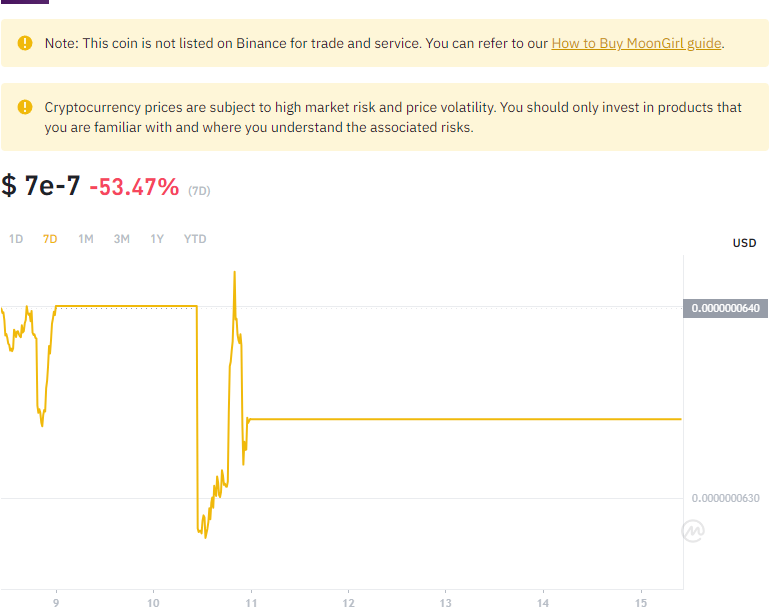 Note: This coin is not listed on Binance for trade and service. You can refer to our How to Buy MoonGirl guide.
Cryptocurrency prices are subject to high market risk and price volatility. You should only invest in products that
you are familiar with and where you understand the associated risks.
$ 7e-7 -53.47% (7D)
1D 7D 1M 3M 1Y YTD
USD
0.0000000640
0.0000000630
9 10 11 12 13 14 15